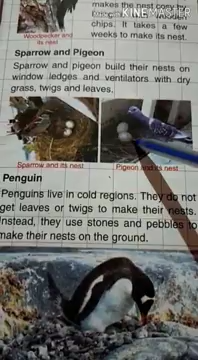 makes the nest cosy by
wooden
chips. It takes a few
weeks to make its nest.
Woodpecker and
its nest
KINEMASTER
Sparrow and Pigeon
Sparrow and pigeon build their nests on
window ledges and ventilators with dry
grass, twigs and leaves.
Sparrow and its nest
Pigeon and its nest
Penguin
Penguins live in cold regions. They do not
get leaves or twigs to make their nests.
Instead, they use stones and pebbles to
make their nests on the ground.